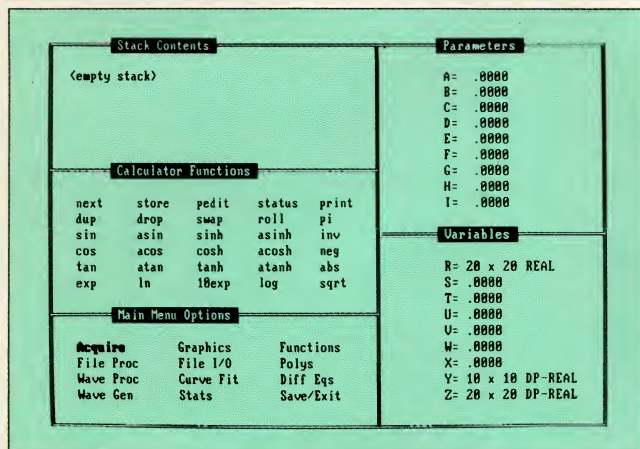 Stack Contents
<empty stack>
Calculator Functions
next store pedit status print
dup drop swap roll pi
sin asin sinh asinh inv
cos acos cosh acosh neg
tan atan tanh atanh abs
exp ln 10exp log sqrt
Main Menu Options
Acquire Graphics Functions
File Proc File I/O Polys
Wave Proc Curve Fit Diff Eqs
Wave Gen Stats Save/Exit
Parameters
A= .0000
B= .0000
C= .0000
D= .0000
E= .0000
F= .0000
G= .0000
H= .0000
I= .0000
Variables
R= 20 x 20 REAL
S= .0000
T= .0000
U= .0000
V= .0000
W= .0000
X= .0000
Y= 10 x 10 DP-REAL
Z= 20 x 20 DP-REAL